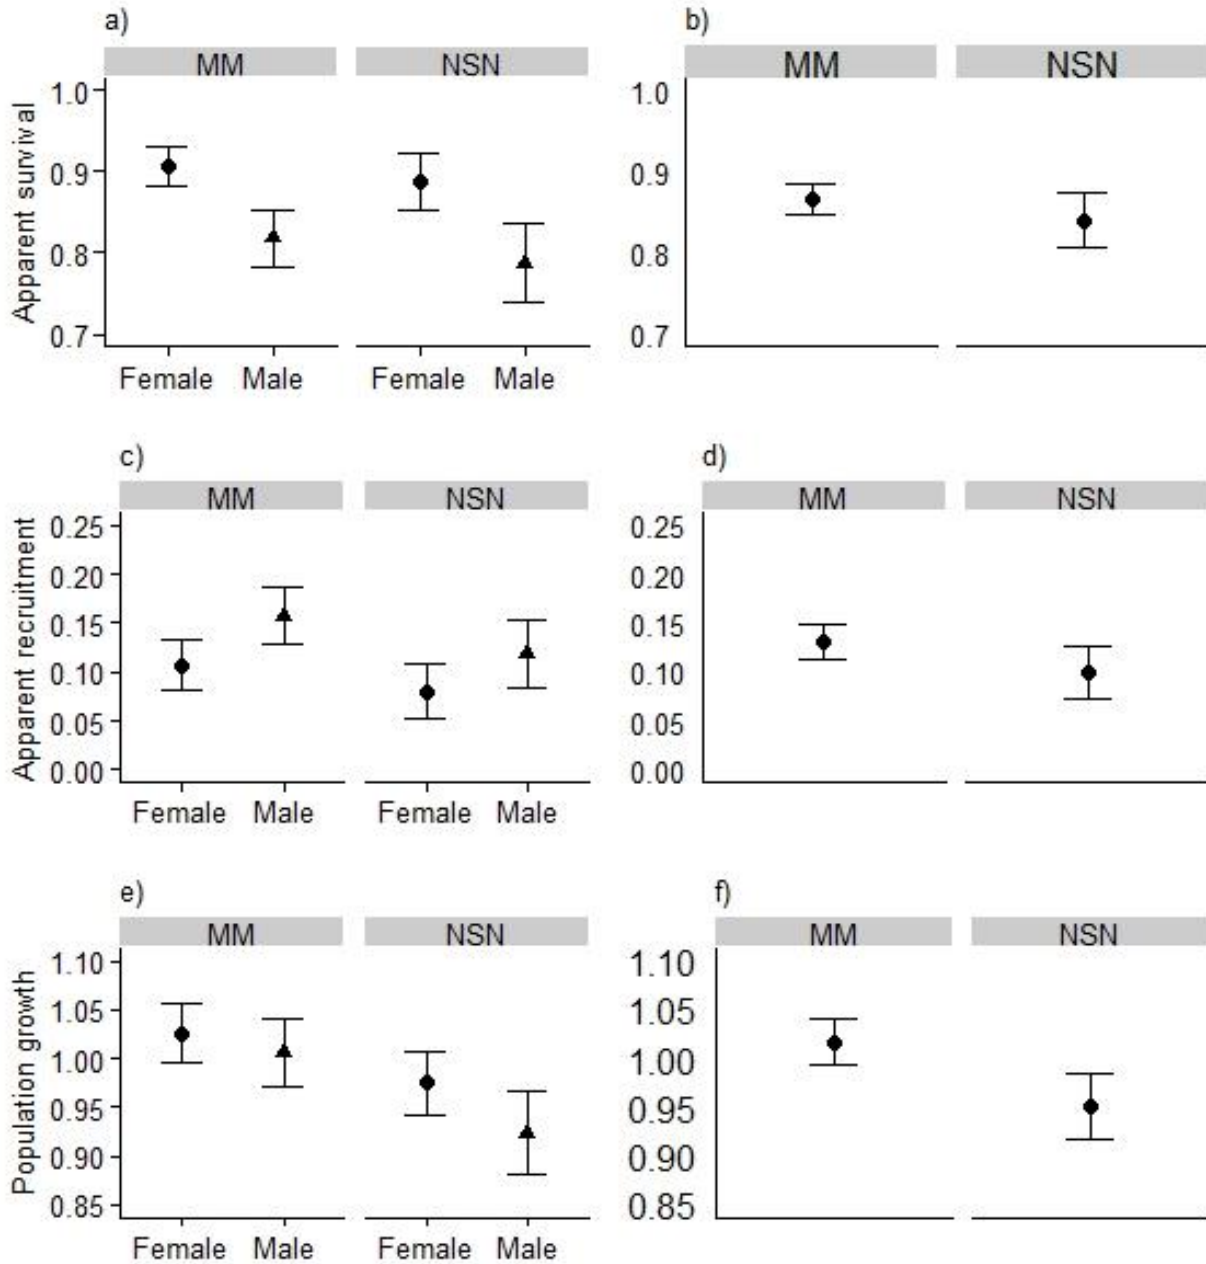 a)
MM NSN
Apparent survival
1.0
0.9
0.8
0.7
Female Male Female Male
b)
MM NSN
1.0
0.9
0.8
0.7
c)
MM NSN
Apparent recruitment
0.25
0.20
0.15
0.10
0.05
0.00
Female Male Female Male
d)
MM NSN
0.25
0.20
0.15
0.10
0.05
0.00
e)
MM NSN
Population growth
1.10
1.05
1.00
0.95
0.90
0.85
Female Male Female Male
f)
MM NSN
1.10
1.05
1.00
0.95
0.90
0.85